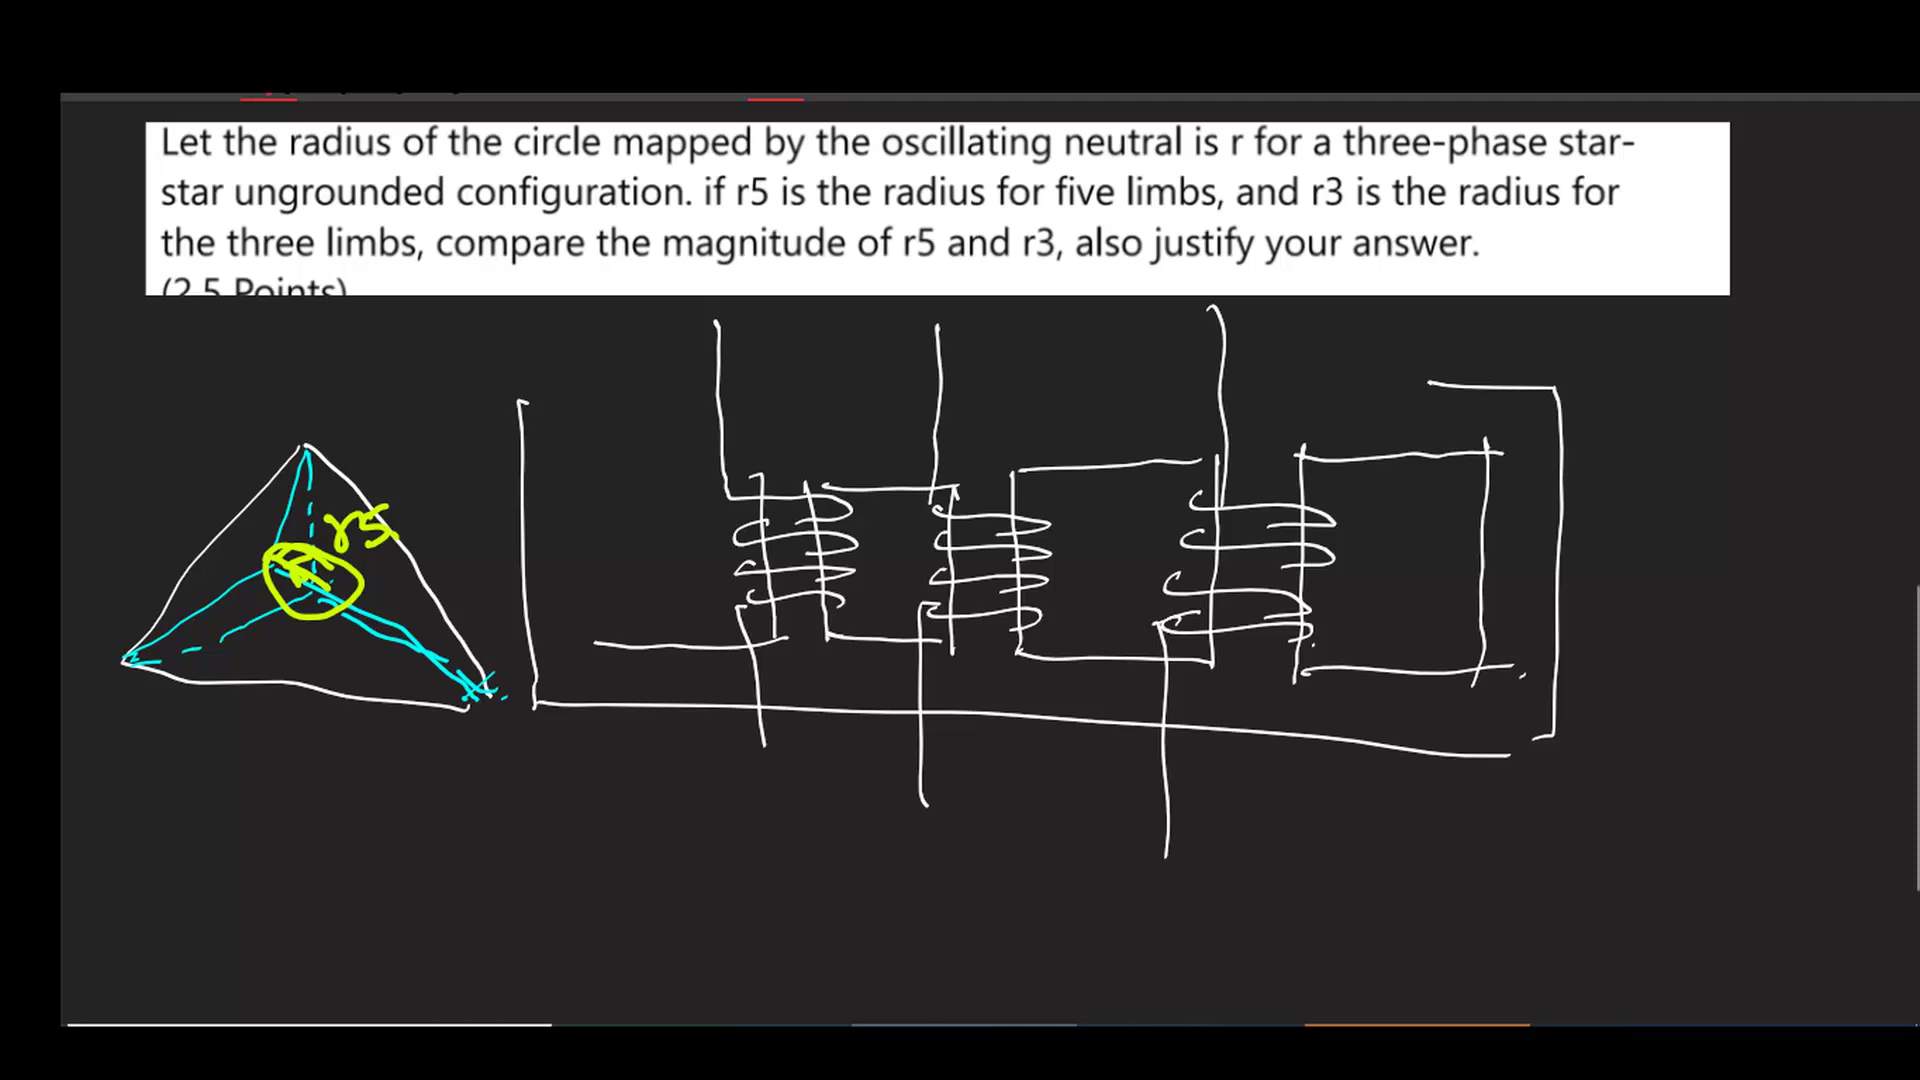 Let the radius of the circle mapped by the oscillating neutral is r for a three-phase star-
star ungrounded configuration. if r5 is the radius for five limbs, and r3 is the radius for
the three limbs, compare the magnitude of r5 and r3, also justify your answer.
(2.5 Points)
r5